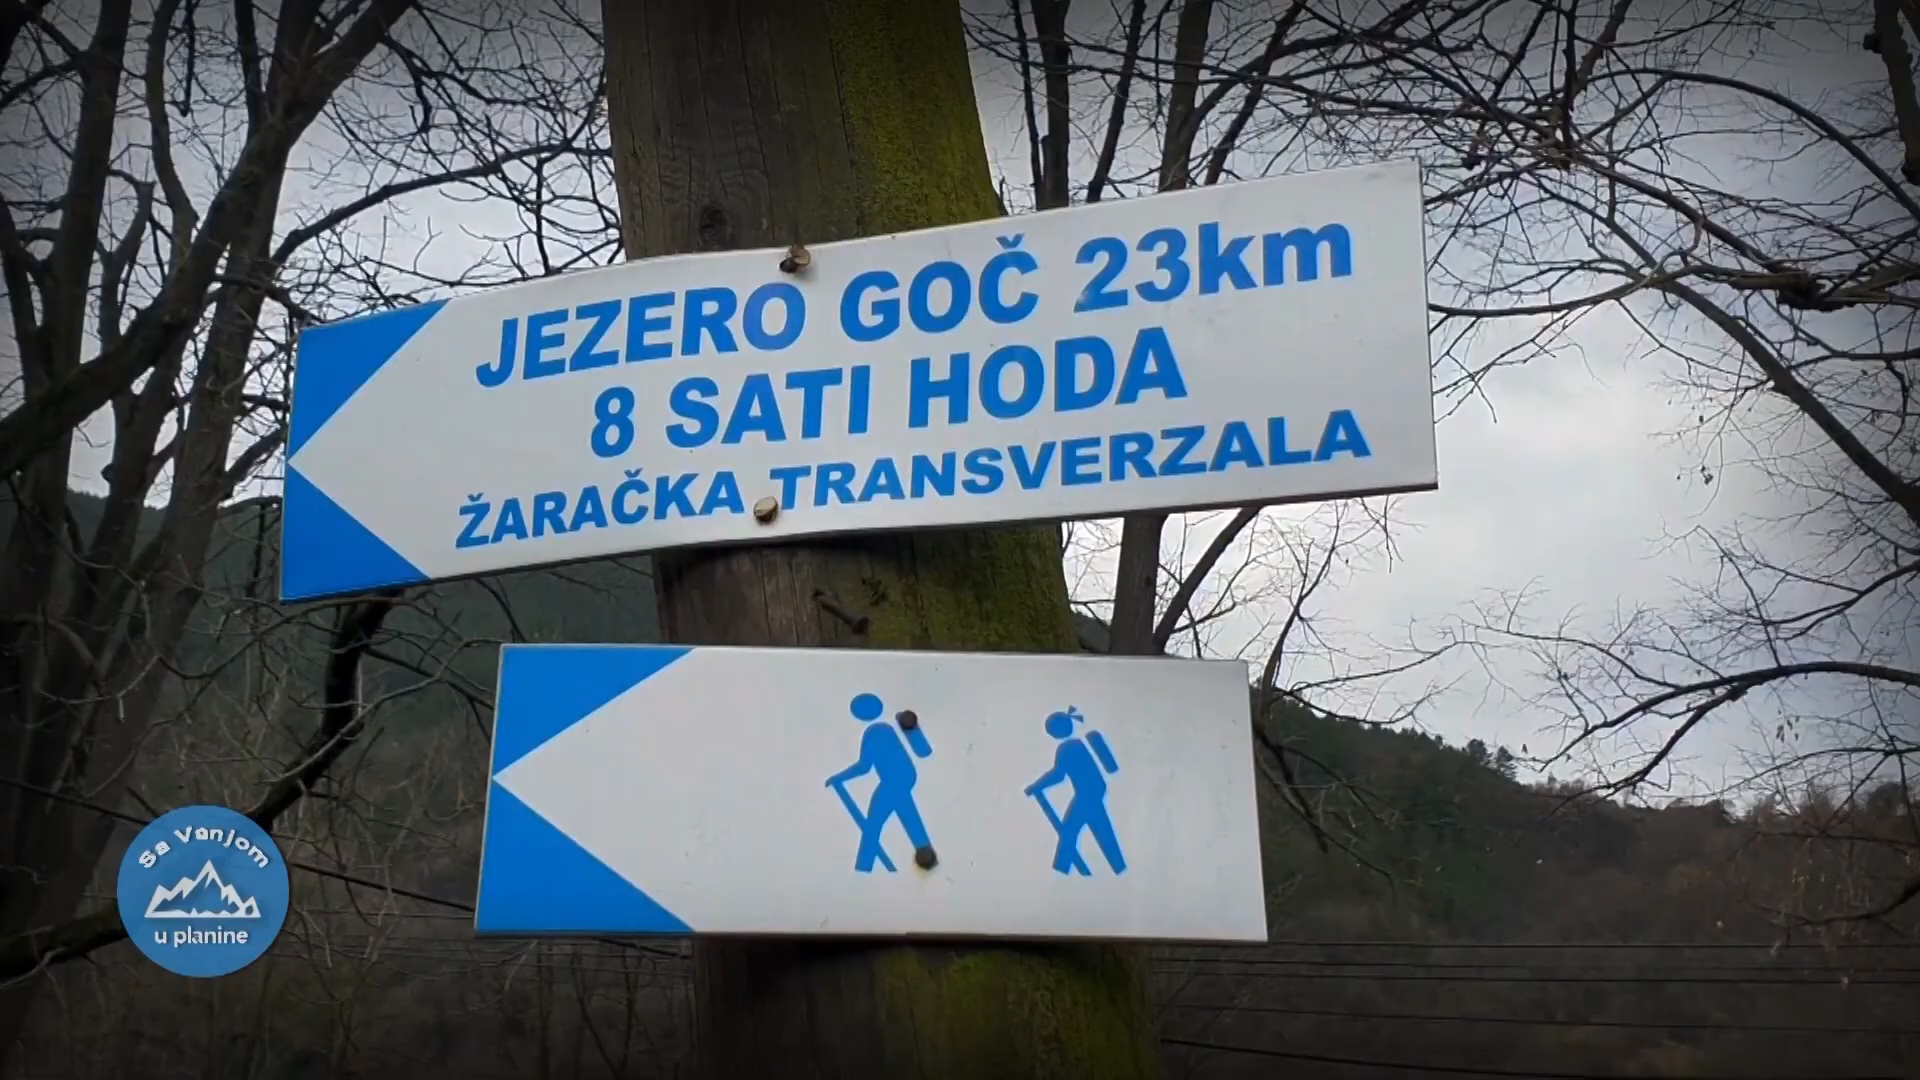 JEZERO GOČ 23km
8 SATI HODA
ŽARAČKA TRANSVERZALA
Sa Vanjom
u planine